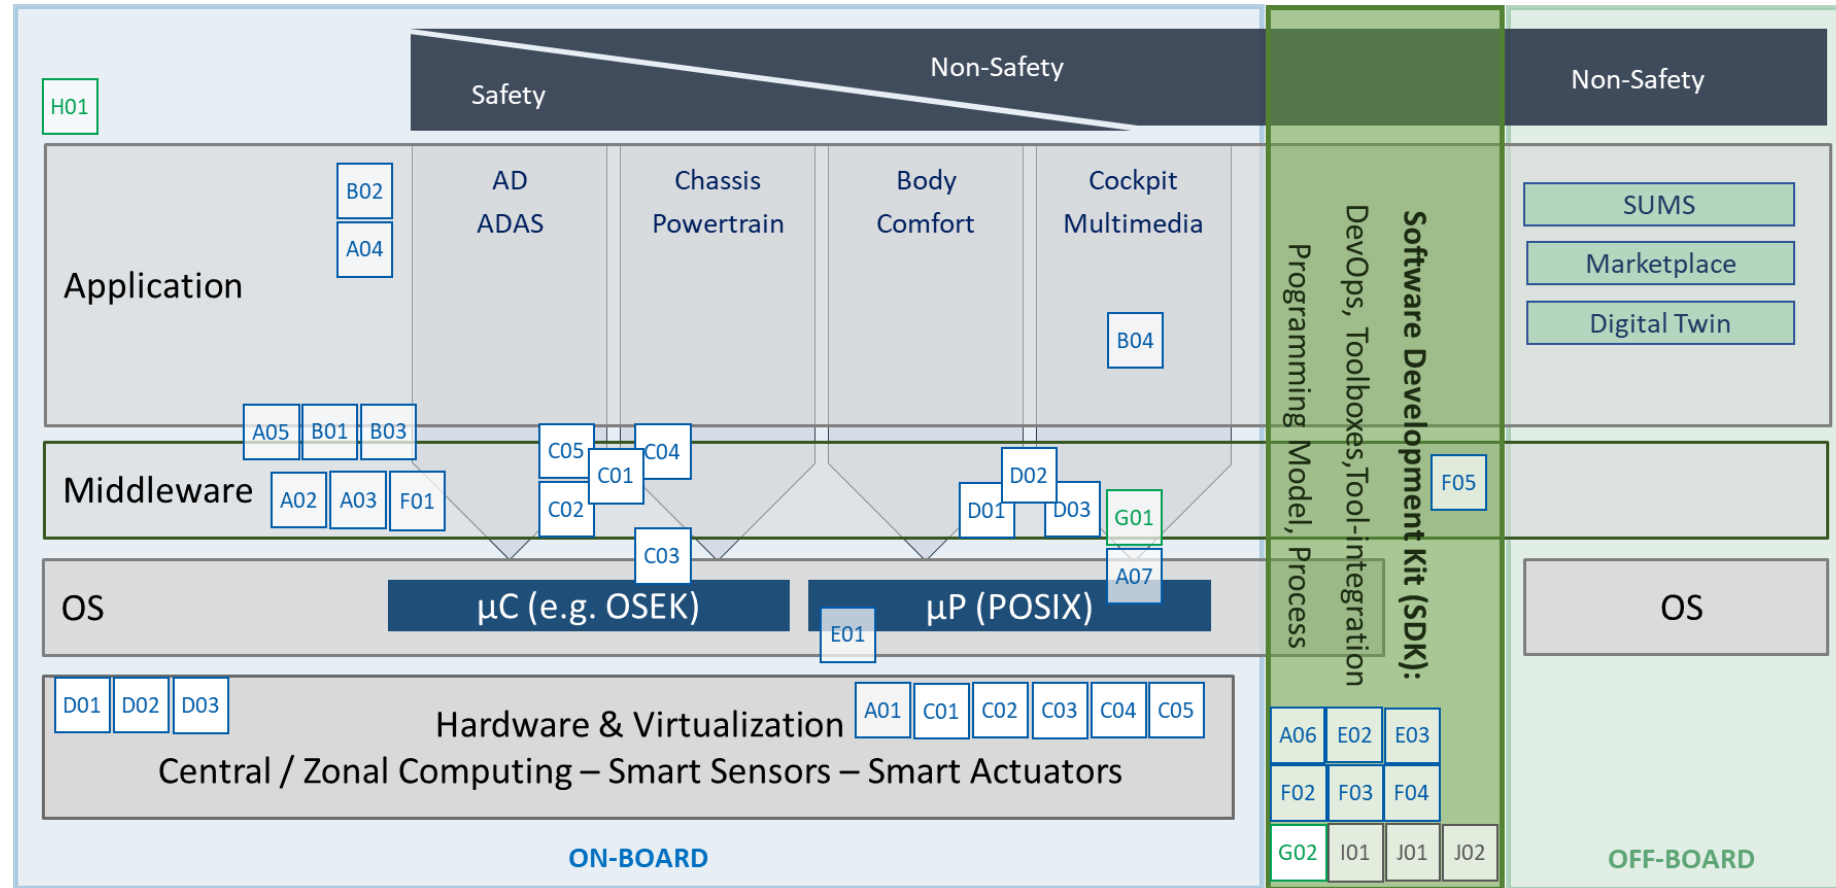 Safety
Non-Safety
Non-Safety
H01
B02
A04
AD
ADAS
Chassis
Powertrain
Body
Comfort
Cockpit
Multimedia
Application
B04
SUMS
Marketplace
Digital Twin
A05
B01
B03
C05
C01
C04
D02
Middleware
A02
A03
F01
C02
D01
D03
G01
F05
C03
A07
OS
µC (e.g. OSEK)
µP (POSIX)
E01
OS
Software Development Kit (SDK):
DevOps, Toolboxes,Tool-integration
Programming Model, Process
D01
D02
D03
Hardware & Virtualization
A01
C01
C02
C03
C04
C05
Central / Zonal Computing – Smart Sensors – Smart Actuators
A06
E02
E03
F02
F03
F04
G02
I01
J01
J02
ON-BOARD
OFF-BOARD